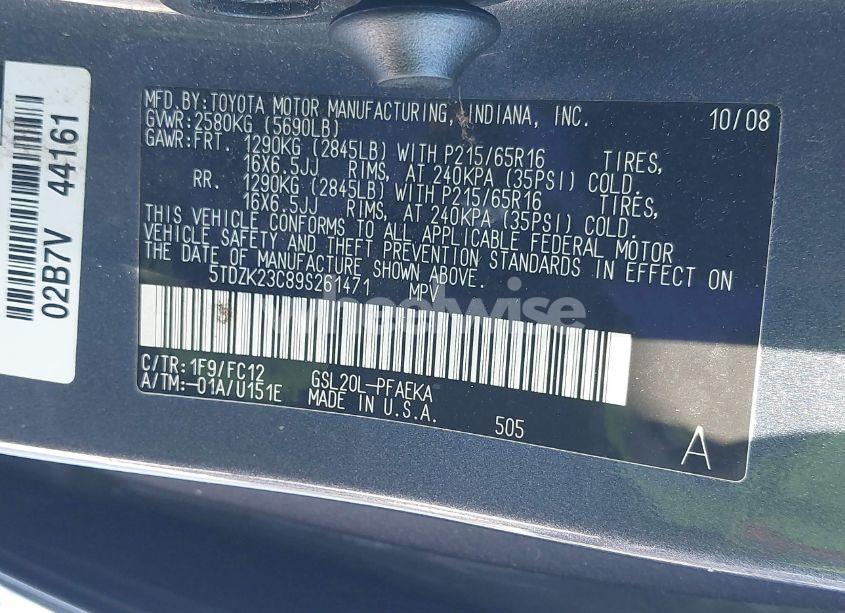 02B7V 44161
MFD.BY:TOYOTA MOTOR MANUFACTURING, INDIANA, INC. 10/08
GVWR:2580KG (5690LB)
GAWR:FRT. 1290KG (2845LB) WITH P215/65R16 TIRES,
16X6.5JJ RIMS, AT 240KPA (35PSI) COLD.
RR. 1290KG (2845LB) WITH P215/65R16 TIRES,
16X6.5JJ RIMS, AT 240KPA (35PSI) COLD.
THIS VEHICLE CONFORMS TO ALL APPLICABLE FEDERAL MOTOR
VEHICLE SAFETY AND THEFT PREVENTION STANDARDS IN EFFECT ON
THE DATE OF MANUFACTURE SHOWN ABOVE.
5TDZK23C89S261471 MPV
wheelwise
C/TR:1F9/FC12 GSL20L-PFAEKA
A/TM:-01A/U151E MADE IN U.S.A. 505 A